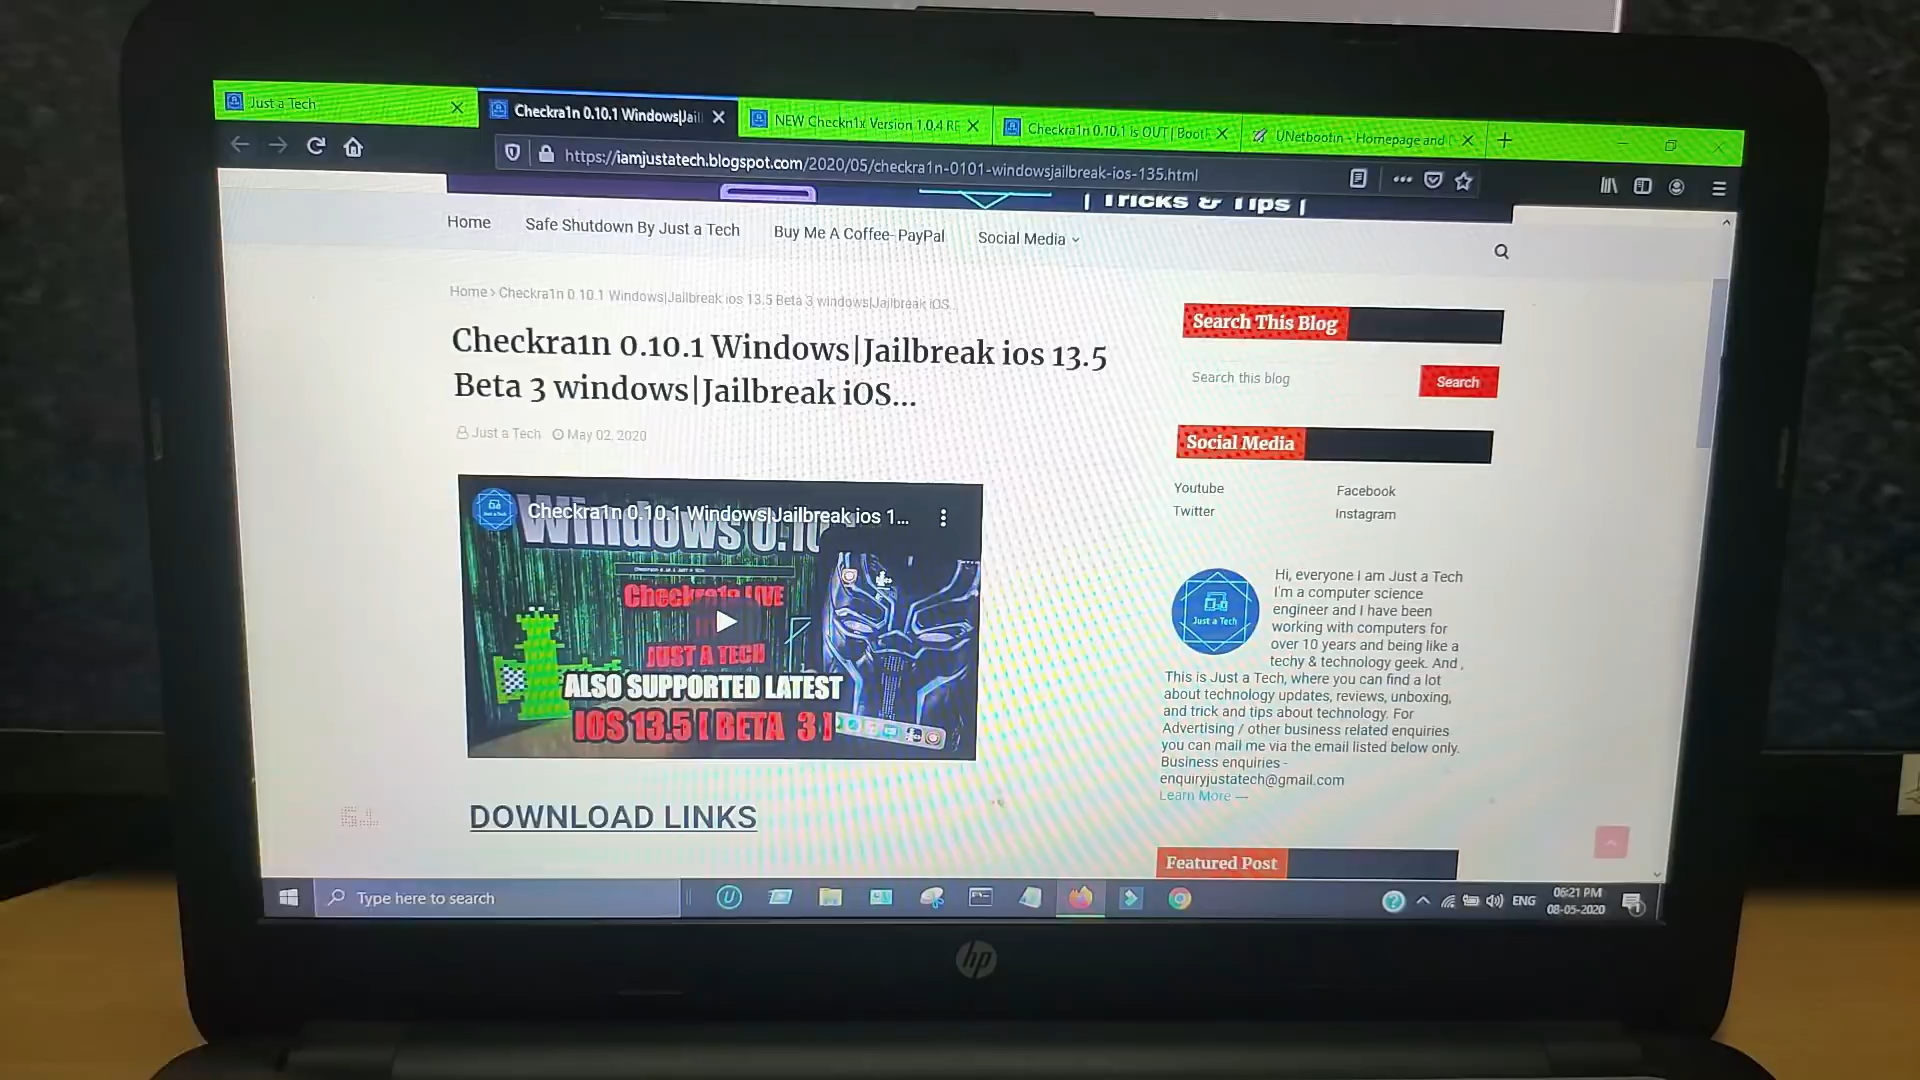 Just a Tech
Checkra1n 0.10.1 Windows|Jail
NEW Checkn1x Version 1.0.4 RE
Checkra1n 0.10.1 is OUT | BootR
UNetbootin - Homepage and D
https://iamjustatech.blogspot.com/2020/05/checkra1n-0101-windowsjailbreak-ios-135.html
| Tricks & Tips |
Home
Safe Shutdown By Just a Tech
Buy Me A Coffee- PayPal
Social Media
Home > Checkra1n 0.10.1 Windows|Jailbreak ios 13.5 Beta 3 windows|Jailbreak iOS...
Checkra1n 0.10.1 Windows|Jailbreak ios 13.5
Beta 3 windows|Jailbreak iOS...
Just a Tech May 02, 2020
Checkra1n 0.10.1 Windows|Jailbreak ios 1...
Windows 0.10
Checkra1n LIVE
JUST A TECH
ALSO SUPPORTED LATEST
IOS 13.5 [ BETA 3 ]
DOWNLOAD LINKS
Search This Blog
Search this blog
Search
Social Media
Youtube
Facebook
Twitter
Instagram
Just a Tech
Hi, everyone I am Just a Tech
I'm a computer science
engineer and I have been
working with computers for
over 10 years and being like a
techy & technology geek. And ,
This is Just a Tech, where you can find a lot
about technology updates, reviews, unboxing,
and trick and tips about technology. For
Advertising / other business related enquiries
you can mail me via the email listed below only.
Business enquiries -
enquiryjustatech@gmail.com
Learn More —
Featured Post
Type here to search
ENG
06:21 PM
08-05-2020
hp